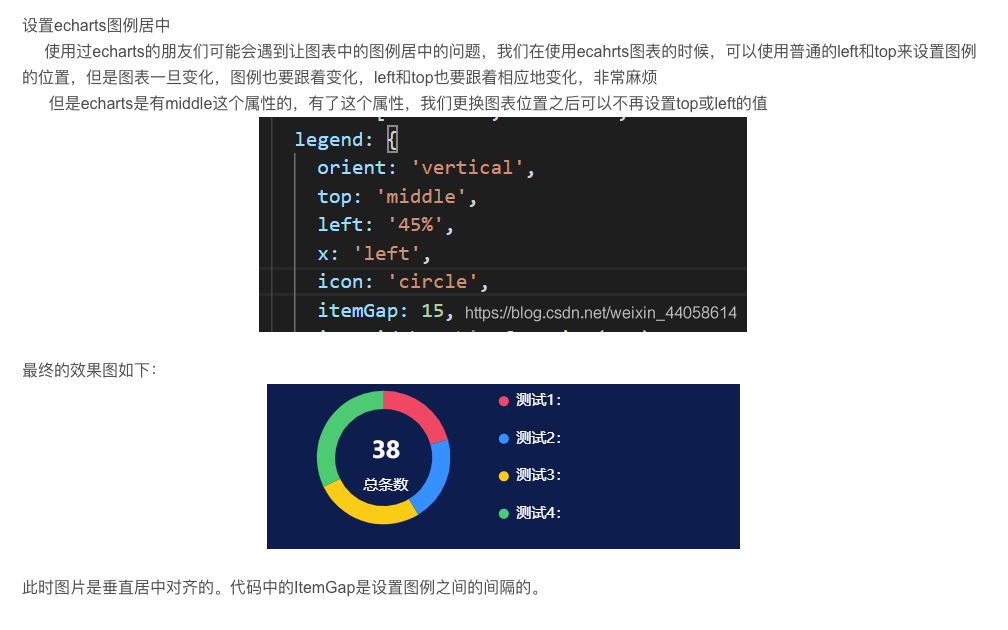 设置echarts图例居中
使用过echarts的朋友们可能会遇到让图表中的图例居中的问题，我们在使用ecahrts图表的时候，可以使用普通的left和top来设置图例
的位置，但是图表一旦变化，图例也要跟着变化，left和top也要跟着相应地变化，非常麻烦
但是echarts是有middle这个属性的，有了这个属性，我们更换图表位置之后可以不再设置top或left的值
legend: {
orient: 'vertical',
top: 'middle',
left: '45%',
x: 'left',
icon: 'circle',
itemGap: 15, https://blog.csdn.net/weixin_44058614
最终的效果图如下：
38
总条数
测试1:
测试2:
测试3:
测试4:
此时图片是垂直居中对齐的。代码中的ItemGap是设置图例之间的间隔的。